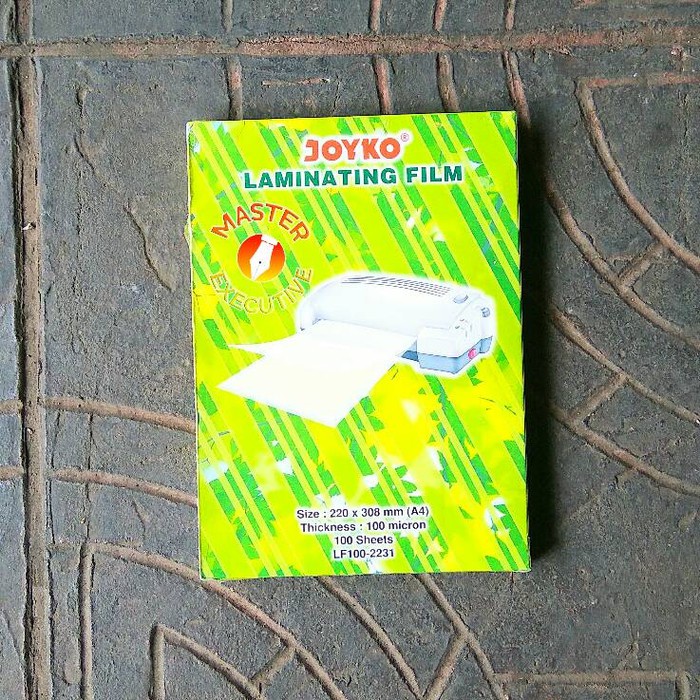 JOYKO®
LAMINATING FILM
MASTER
EXECUTIVE
Size : 220 x 308 mm (A4)
Thickness : 100 micron
100 Sheets
LF100-2231